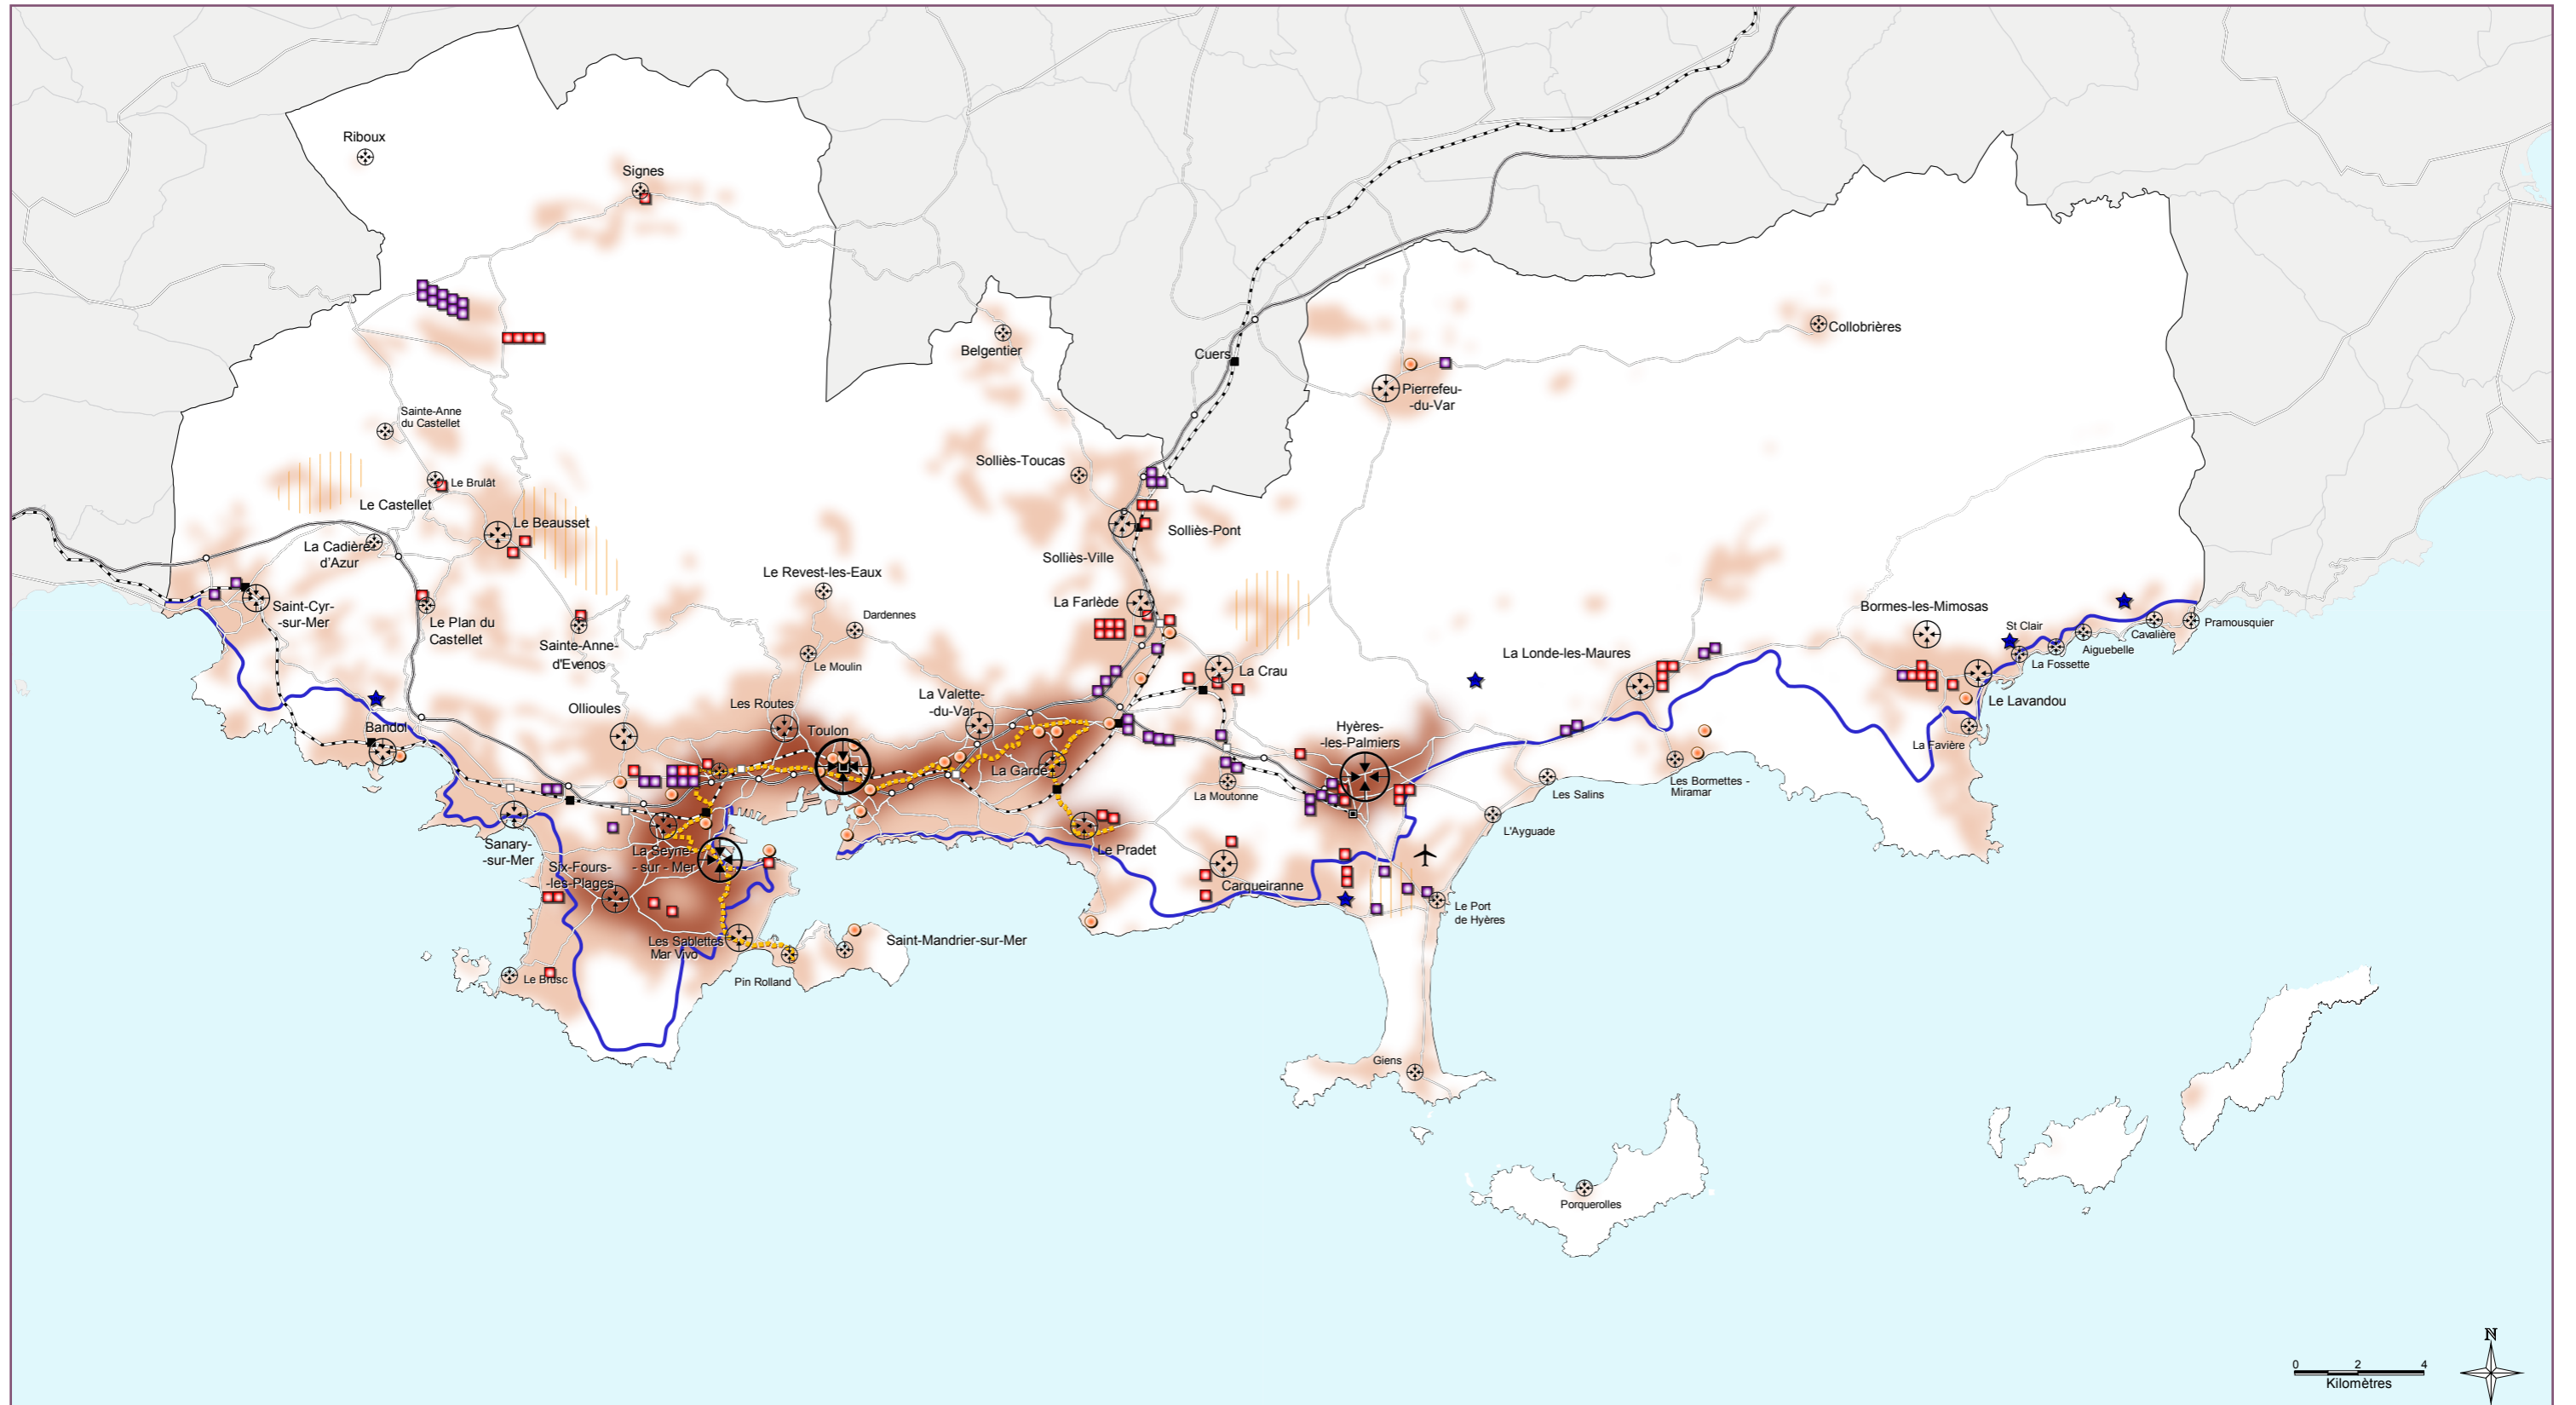 Riboux
Signes
Belgentier
Cuers
Collobrières
Pierrefeu-
-du-Var
Sainte-Anne
du Castellet
Le Brulât
Le Castellet
Le Beausset
La Cadière
d'Azur
Solliès-Toucas
Solliès-Pont
Solliès-Ville
Saint-Cyr-
-sur-Mer
Le Plan du
Castellet
Sainte-Anne-
d'Evenos
Le Revest-les-Eaux
Dardennes
Le Moulin
La Farlède
La Crau
La Londe-les-Maures
Bormes-les-Mimosas
St Clair
La Fossette
Aiguebelle
Cavalière
Pramousquier
Le Lavandou
La Favière
Bandol
Ollioules
Les Routes
Toulon
La Valette-
-du-Var
La Garde
Hyères-
-les-Palmiers
La Moutonne
Les Salins
Les Bormettes -
Miramar
L'Ayguade
Sanary-
-sur-Mer
Six-Fours-
-les-Plages
La Seyne-
- sur - Mer
Le Pradet
Carqueiranne
Le Port
de Hyères
Les Sablettes
Mar Vivo
Pin Rolland
Saint-Mandrier-sur-Mer
Le Brusc
Giens
Porquerolles
N
0 2 4
Kilomètres